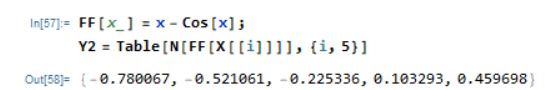 In[57]:= FF[x_] = x - Cos[x];
Y2 = Table[N[FF[X[[i]]]], {i, 5}]
Out[58]= {-0.780067, -0.521061, -0.225336, 0.103293, 0.459698}